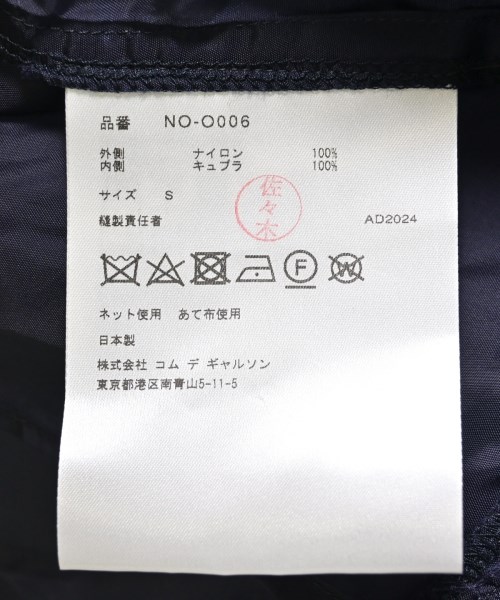 品番 NO-O006
外側 ナイロン 100%
内側 キュプラ 100%
サイズ S
佐々木
縫製責任者 AD2024
F W
ネット使用 あて布使用
日本製
株式会社 コム デ ギャルソン
東京都港区南青山5-11-5